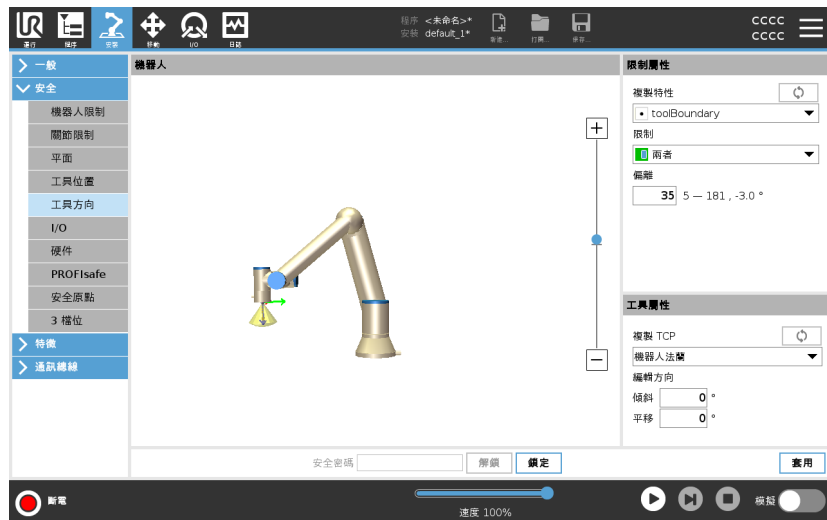 UR
程序 <未命名>*
安裝 default_1*
cccc
cccc
運行
程序
安裝
移動
I/O
日誌
新建...
打開...
保存...
一般
安全
機器人限制
關節限制
平面
工具位置
工具方向
I/O
硬件
PROFIsafe
安全原點
3 檔位
特徵
通訊總線
機器人
限制屬性
複製特性
toolBoundary
限制
兩者
偏離
35 5 — 181 , -3.0 °
工具屬性
複製 TCP
機器人法蘭
編輯方向
傾斜 0 °
平移 0 °
安全密碼 解鎖 鎖定
套用
斷電
速度 100%
模擬